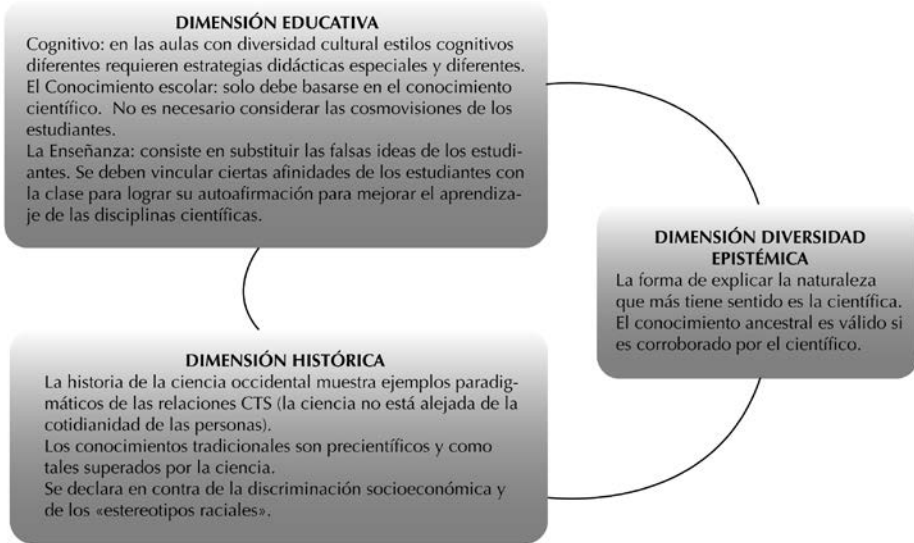 DIMENSIÓN EDUCATIVA
Cognitivo: en las aulas con diversidad cultural estilos cognitivos
diferentes requieren estrategias didácticas especiales y diferentes.
El Conocimiento escolar: solo debe basarse en el conocimiento
científico. No es necesario considerar las cosmovisiones de los
estudiantes.
La Enseñanza: consiste en substituir las falsas ideas de los estudi-
antes. Se deben vincular ciertas afinidades de los estudiantes con
la clase para lograr su autoafirmación para mejorar el aprendiza-
je de las disciplinas científicas.
DIMENSIÓN DIVERSIDAD
EPISTÉMICA
La forma de explicar la naturaleza
que más tiene sentido es la científica.
El conocimiento ancestral es válido si
es corroborado por el científico.
DIMENSIÓN HISTÓRICA
La historia de la ciencia occidental muestra ejemplos paradig-
máticos de las relaciones CTS (la ciencia no está alejada de la
cotidianidad de las personas).
Los conocimientos tradicionales son precientíficos y como
tales superados por la ciencia.
Se declara en contra de la discriminación socioeconómica y
de los «estereotipos raciales».